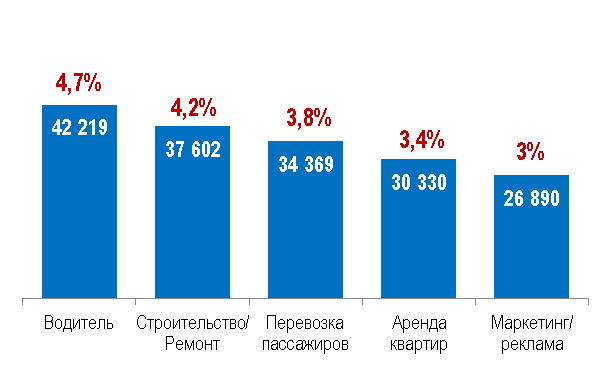 4,7%
4,2%
3,8%
3,4%
3%
42 219
37 602
34 369
30 330
26 890
Водитель
Строительство/
Ремонт
Перевозка
пассажиров
Аренда
квартир
Маркетинг/
реклама